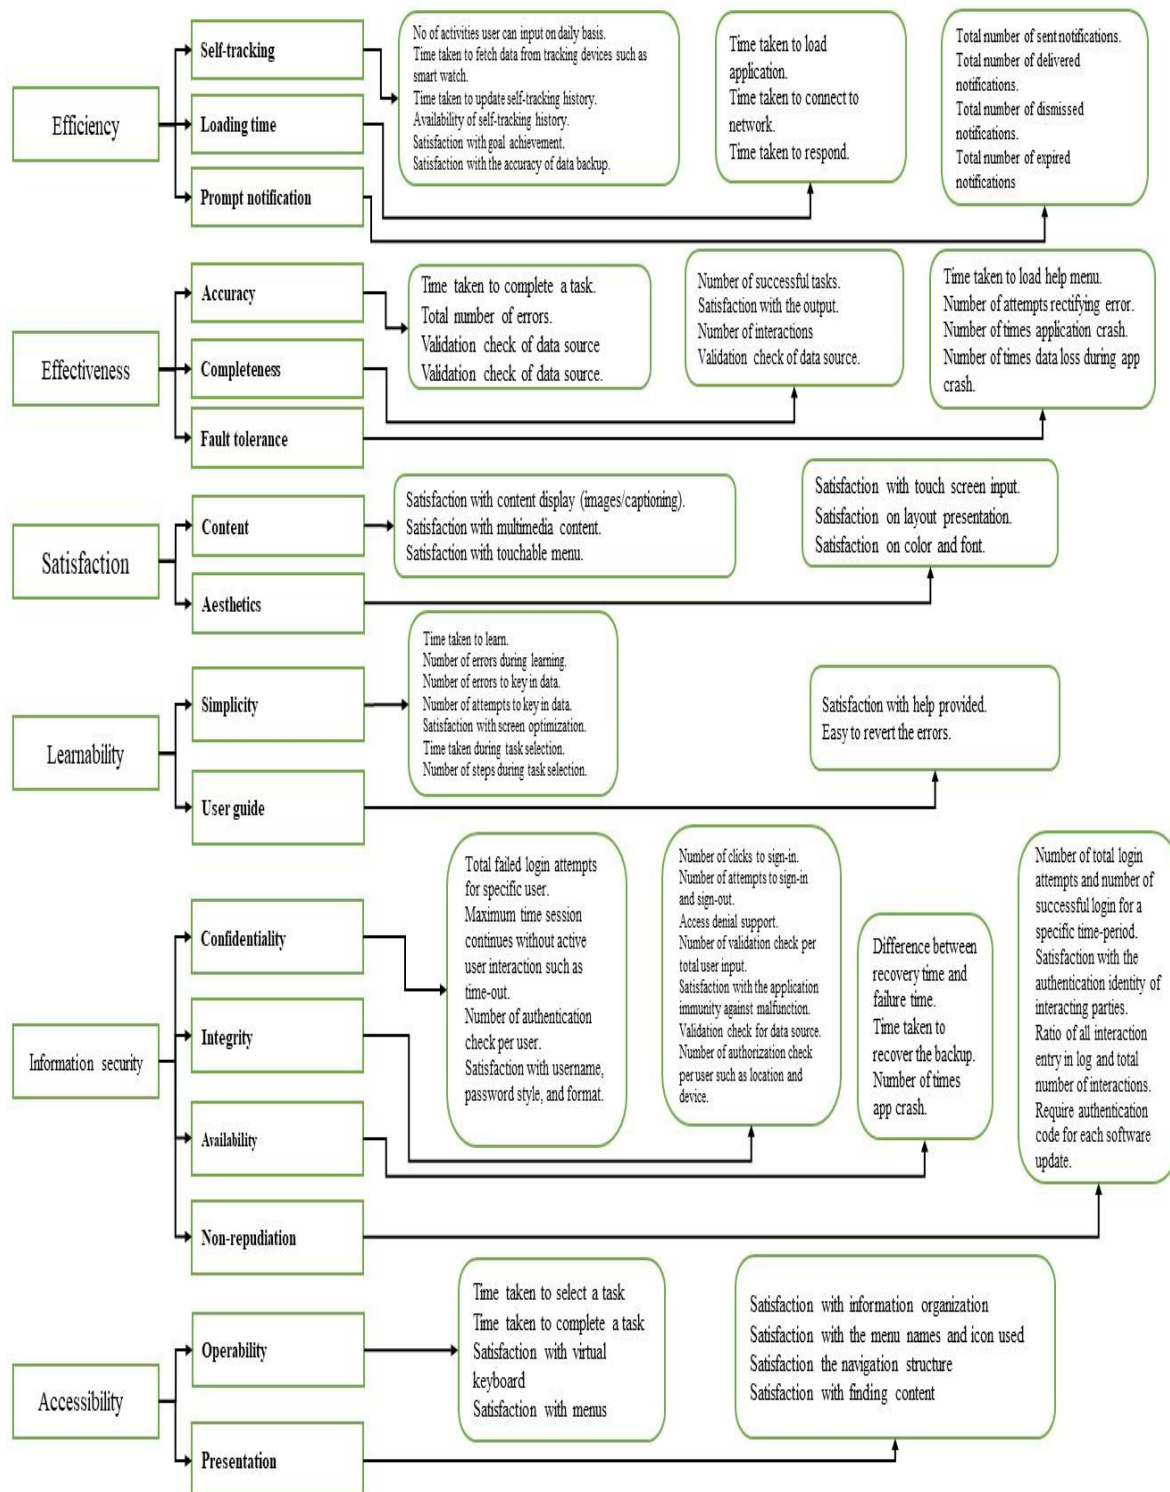 Efficiency
Self-tracking
No of activities user can input on daily basis.
Time taken to fetch data from tracking devices such as
smart watch.
Time taken to update self-tracking history.
Availability of self-tracking history.
Satisfaction with goal achievement.
Satisfaction with the accuracy of data backup.
Loading time
Time taken to load
application.
Time taken to connect to
network.
Time taken to respond.
Prompt notification
Total number of sent notifications.
Total number of delivered
notifications.
Total number of dismissed
notifications.
Total number of expired
notifications
Effectiveness
Accuracy
Time taken to complete a task.
Total number of errors.
Validation check of data source
Validation check of data source.
Completeness
Number of successful tasks.
Satisfaction with the output.
Number of interactions
Validation check of data source.
Fault tolerance
Time taken to load help menu.
Number of attempts rectifying error.
Number of times application crash.
Number of times data loss during app
crash.
Satisfaction
Content
Satisfaction with content display (images/captioning).
Satisfaction with multimedia content.
Satisfaction with touchable menu.
Aesthetics
Satisfaction with touch screen input.
Satisfaction on layout presentation.
Satisfaction on color and font.
Learnability
Simplicity
Time taken to learn.
Number of errors during learning.
Number of errors to key in data.
Number of attempts to key in data.
Satisfaction with screen optimization.
Time taken during task selection.
Number of steps during task selection.
User guide
Satisfaction with help provided.
Easy to revert the errors.
Information security
Confidentiality
Total failed login attempts
for specific user.
Maximum time session
continues without active
user interaction such as
time-out.
Number of authentication
check per user.
Satisfaction with username,
password style, and format.
Integrity
Number of clicks to sign-in.
Number of attempts to sign-in
and sign-out.
Access denial support.
Number of validation check per
total user input.
Satisfaction with the application
immunity against malfunction.
Validation check for data source.
Number of authorization check
per user such as location and
device.
Availability
Difference between
recovery time and
failure time.
Time taken to
recover the backup.
Number of times
app crash.
Non-repudiation
Number of total login
attempts and number of
successful login for a
specific time-period.
Satisfaction with the
authentication identity of
interacting parties.
Ratio of all interaction
entry in log and total
number of interactions.
Require authentication
code for each software
update.
Accessibility
Operability
Time taken to select a task
Time taken to complete a task
Satisfaction with virtual
keyboard
Satisfaction with menus
Presentation
Satisfaction with information organization
Satisfaction with the menu names and icon used
Satisfaction the navigation structure
Satisfaction with finding content